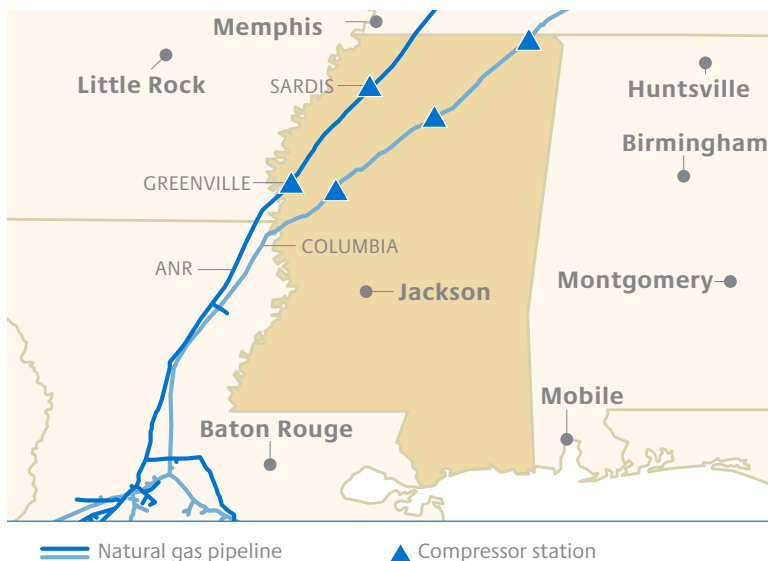 Memphis
Little Rock
SARDIS
Huntsville
Birmingham
GREENVILLE
COLUMBIA
ANR
Jackson
Montgomery
Mobile
Baton Rouge
Natural gas pipeline
Compressor station